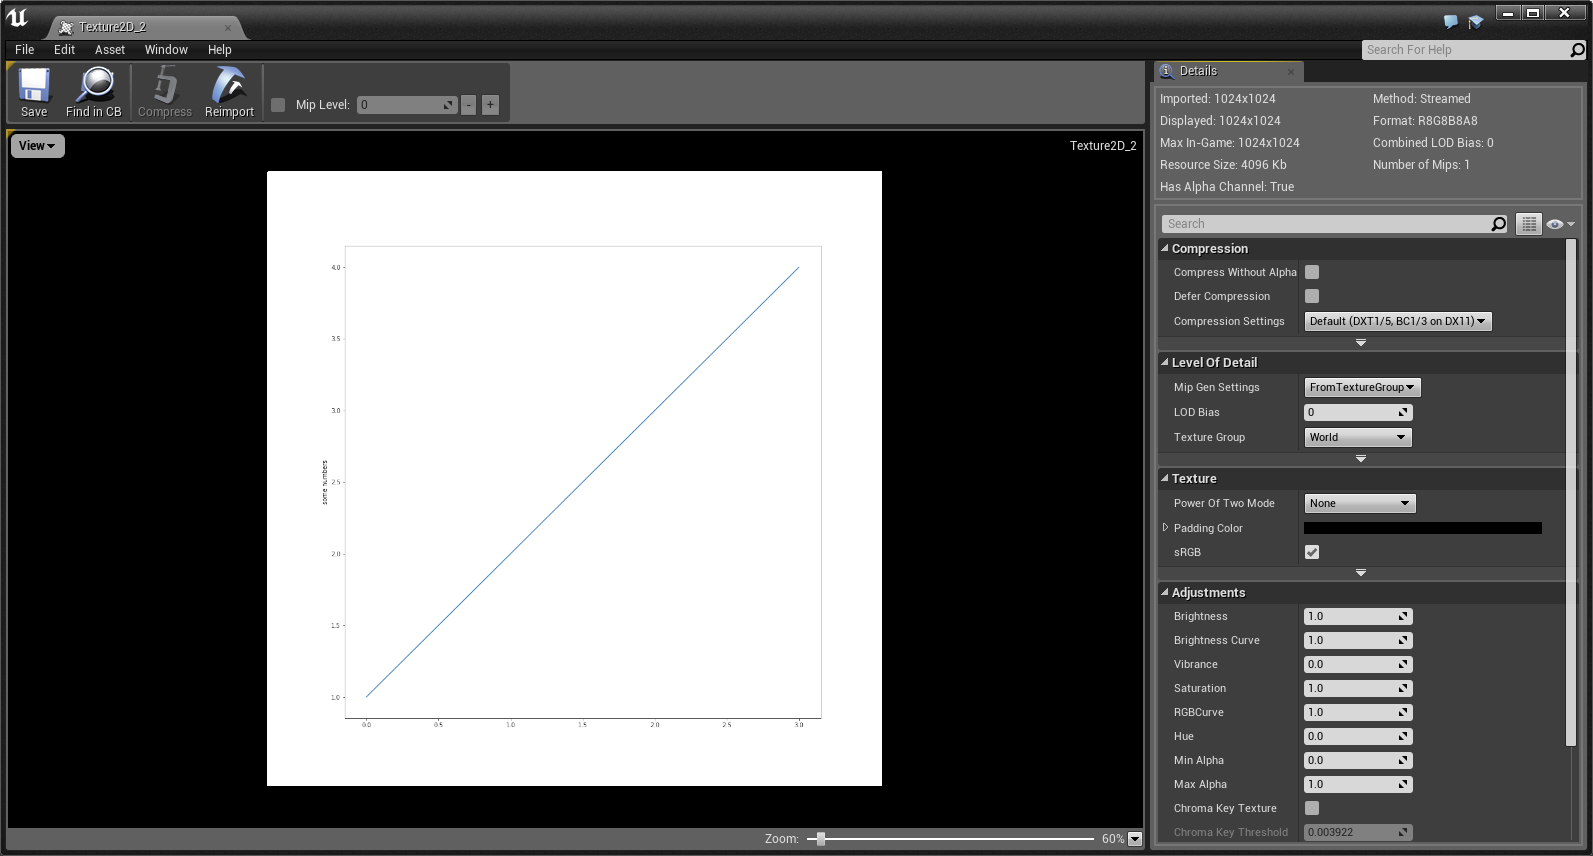 Texture2D_2
File Edit Asset Window Help
Search For Help
Save Find in CB Compress Reimport
Mip Level: 0 - +
View
Texture2D_2
4.0
3.5
3.0
2.5
2.0
1.5
1.0
some numbers
0.0 0.5 1.0 1.5 2.0 2.5 3.0
Zoom: 60%
Details
Imported: 1024x1024 Method: Streamed
Displayed: 1024x1024 Format: R8G8B8A8
Max In-Game: 1024x1024 Combined LOD Bias: 0
Resource Size: 4096 Kb Number of Mips: 1
Has Alpha Channel: True
Search
Compression
Compress Without Alpha
Defer Compression
Compression Settings Default (DXT1/5, BC1/3 on DX11)
Level Of Detail
Mip Gen Settings FromTextureGroup
LOD Bias 0
Texture Group World
Texture
Power Of Two Mode None
Padding Color
sRGB
Adjustments
Brightness 1.0
Brightness Curve 1.0
Vibrance 0.0
Saturation 1.0
RGBCurve 1.0
Hue 0.0
Min Alpha 0.0
Max Alpha 1.0
Chroma Key Texture
Chroma Key Threshold 0.003922